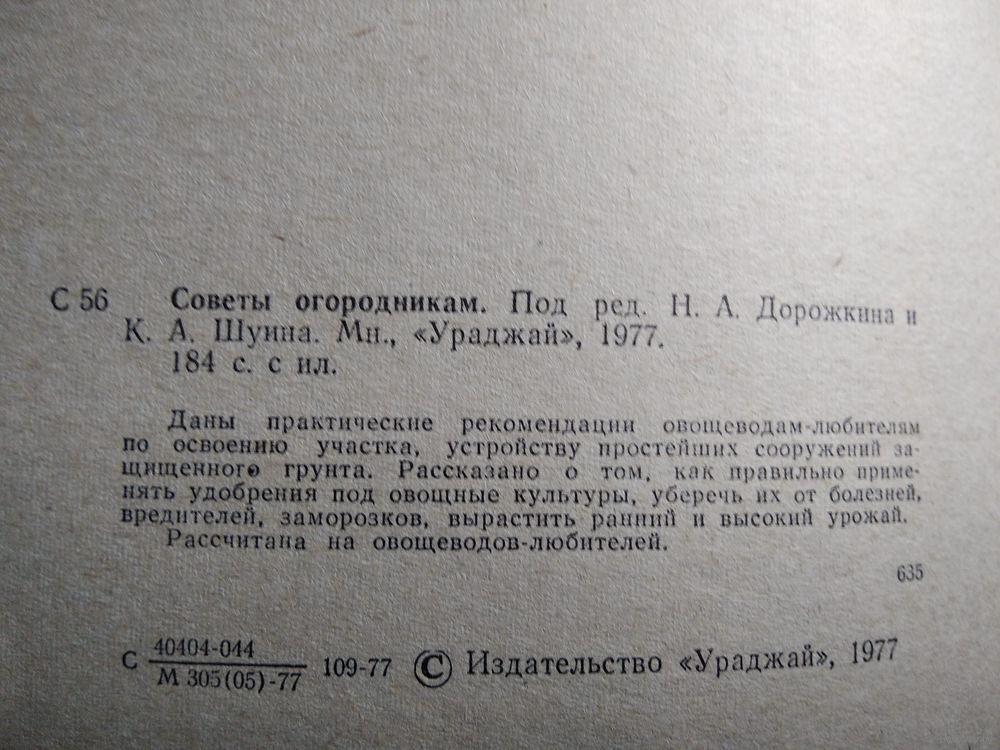 С 56 Советы огородникам. Под ред. Н. А. Дорожкина и
К. А. Шуина. Мн., «Ураджай», 1977.
184 с. с ил.
Даны практические рекомендации овощеводам-любителям
по освоению участка, устройству простейших сооружений за-
щищенного грунта. Рассказано о том, как правильно приме-
нять удобрения под овощные культуры, уберечь их от болезней,
вредителей, заморозков, вырастить ранний и высокий урожай.
Рассчитана на овощеводов-любителей.
635
40404-044
С 109-77 © Издательство «Ураджай», 1977
М 305(05)-77